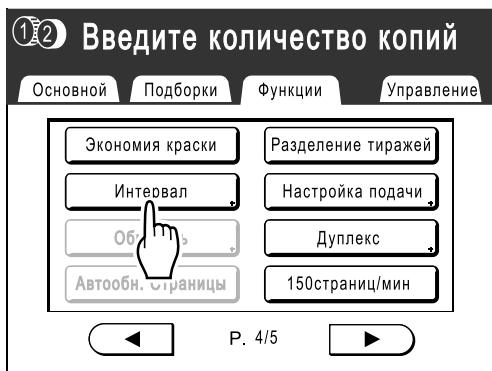 12 Введите количество копий
Основной Подборки Функции Управление
Экономия краски Разделение тиражей
Интервал Настройка подачи
Дуплекс
Автообн. Страницы 150страниц/мин
P. 4/5